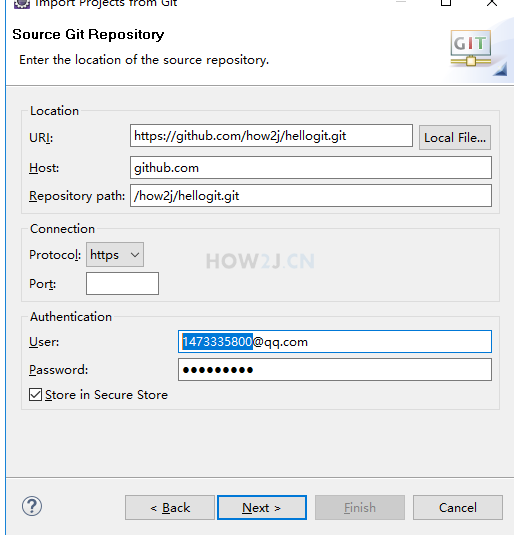 Import Projects from Git
Source Git Repository
Enter the location of the source repository.
GIT
Location
URI: https://github.com/how2j/hellogit.git Local File...
Host: github.com
Repository path: /how2j/hellogit.git
Connection
Protocol: https
HOW2J.CN
Port:
Authentication
User: 1473335800@qq.com
Password: ●●●●●●●●●
Store in Secure Store
? < Back Next > Finish Cancel